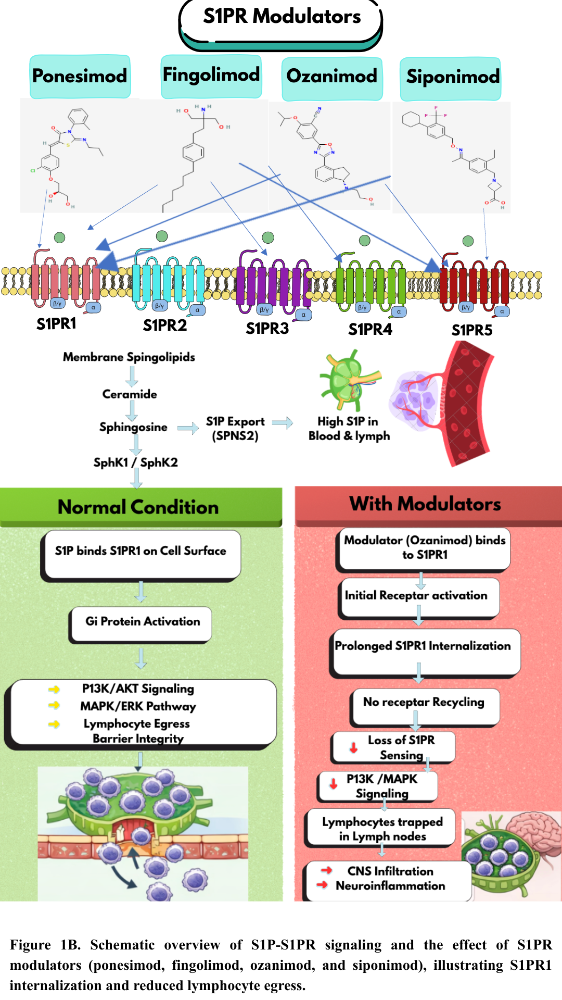 S1PR Modulators
Ponesimod
Fingolimod
Ozanimod
Siponimod
O
N
N
S
H
Cl
O
O
H
O
H
H
N
H
H
O
O
H
N
C
O
O
N
N
N
H
O
H
F
F
F
O
N
N
O
O
H
β/γ
α
β/γ
α
β/γ
α
β/γ
α
β/γ
α
S1PR1
S1PR2
S1PR3
S1PR4
S1PR5
Membrane Spingolipids
Ceramide
Sphingosine
S1P Export
(SPNS2)
High S1P in
Blood & lymph
SphK1 / SphK2
Canva
Normal Condition
S1P binds S1PR1 on Cell Surface
Gi Protein Activation
P13K/AKT Signaling
MAPK/ERK Pathway
Lymphocyte Egress
Barrier Integrity
With Modulators
Modulator (Ozanimod) binds
to S1PR1
Initial Receptar activation
Prolonged S1PR1 Internalization
No receptar Recycling
Loss of S1PR
Sensing
P13K /MAPK
Signaling
Lymphocytes trapped
in Lymph nodes
CNS Infiltration
Neuroinflammation
Figure 1B. Schematic overview of S1P-S1PR signaling and the effect of S1PR
modulators (ponesimod, fingolimod, ozanimod, and siponimod), illustrating S1PR1
internalization and reduced lymphocyte egress.